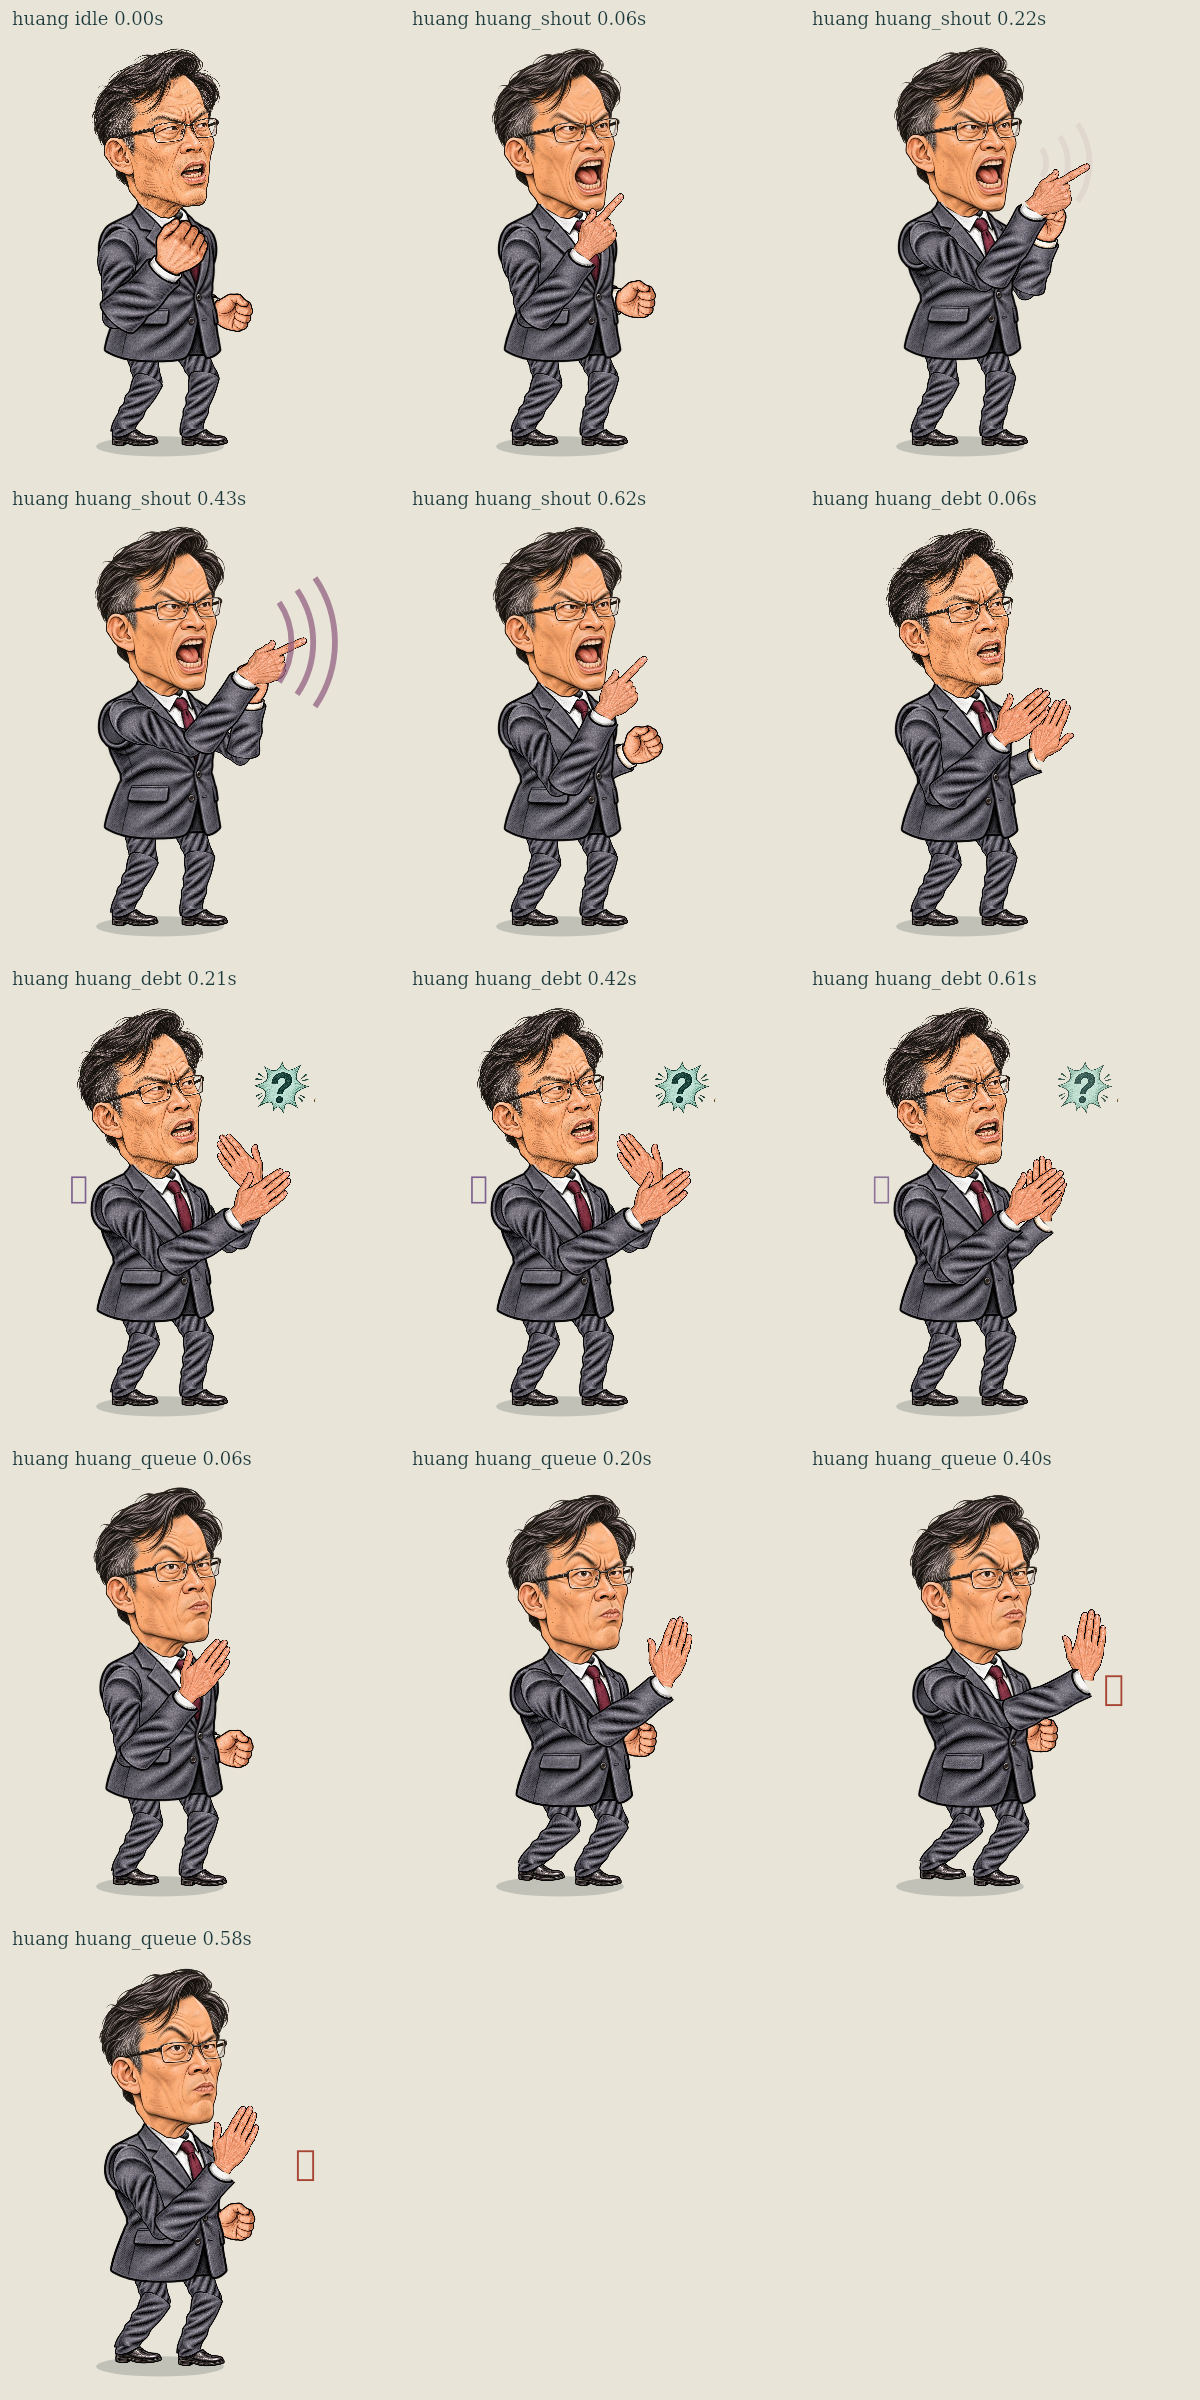 huang idle 0.00s
huang huang_shout 0.06s
huang huang_shout 0.22s
huang huang_shout 0.43s
huang huang_shout 0.62s
huang huang_debt 0.06s
huang huang_debt 0.21s
huang huang_debt 0.42s
huang huang_debt 0.61s
?
?
?
huang huang_queue 0.06s
huang huang_queue 0.20s
huang huang_queue 0.40s
huang huang_queue 0.58s